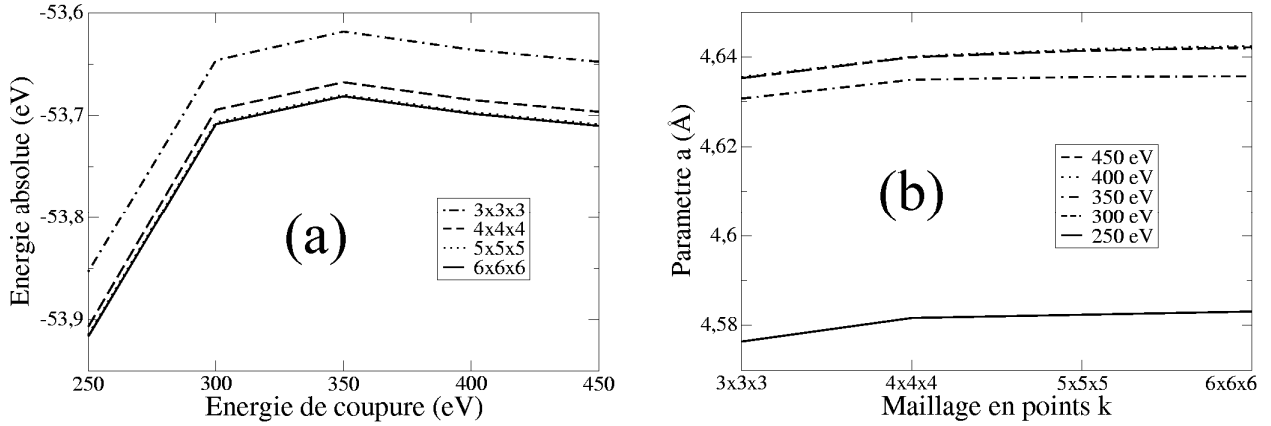 -53,6
-53,7
-53,8
-53,9
Energie absolue (eV)
250
300
350
400
450
Energie de coupure (eV)
(a)
3x3x3
4x4x4
5x5x5
6x6x6
4,64
4,62
4,6
4,58
Parametre a (Å)
3x3x3
4x4x4
5x5x5
6x6x6
Maillage en points k
(b)
450 eV
400 eV
350 eV
300 eV
250 eV